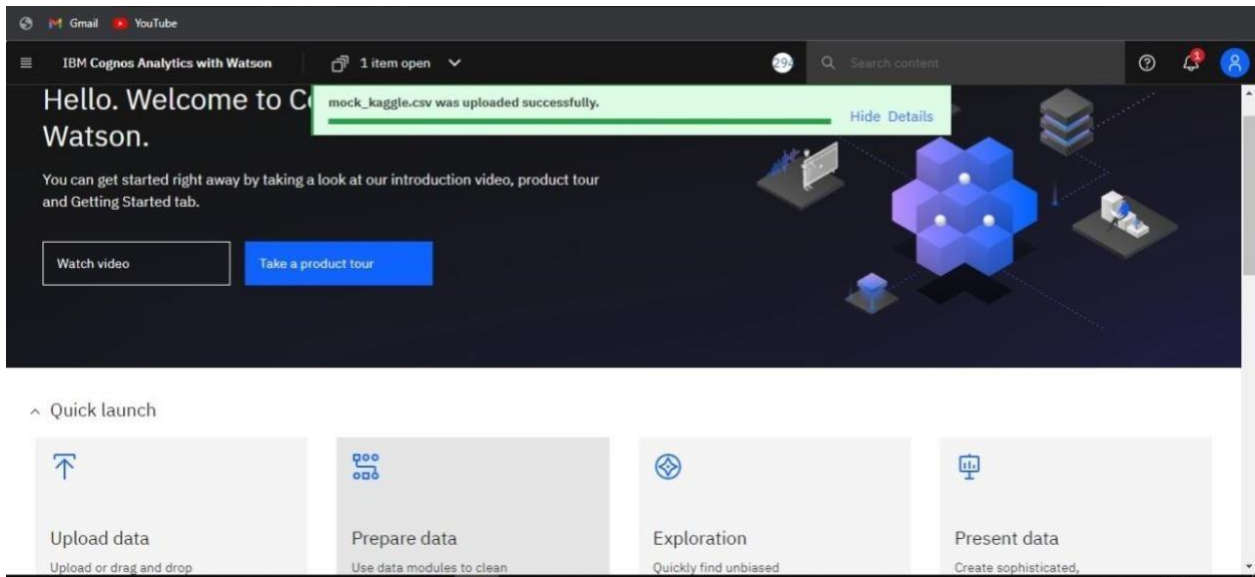 Gmail YouTube
IBM Cognos Analytics with Watson 1 item open 294 Search content 1
Hello. Welcome to C
Watson.
mock_kaggle.csv was uploaded successfully.
Hide Details
You can get started right away by taking a look at our introduction video, product tour
and Getting Started tab.
Watch video Take a product tour
Quick launch
Upload data
Upload or drag and drop
Prepare data
Use data modules to clean
Exploration
Quickly find unbiased
Present data
Create sophisticated,